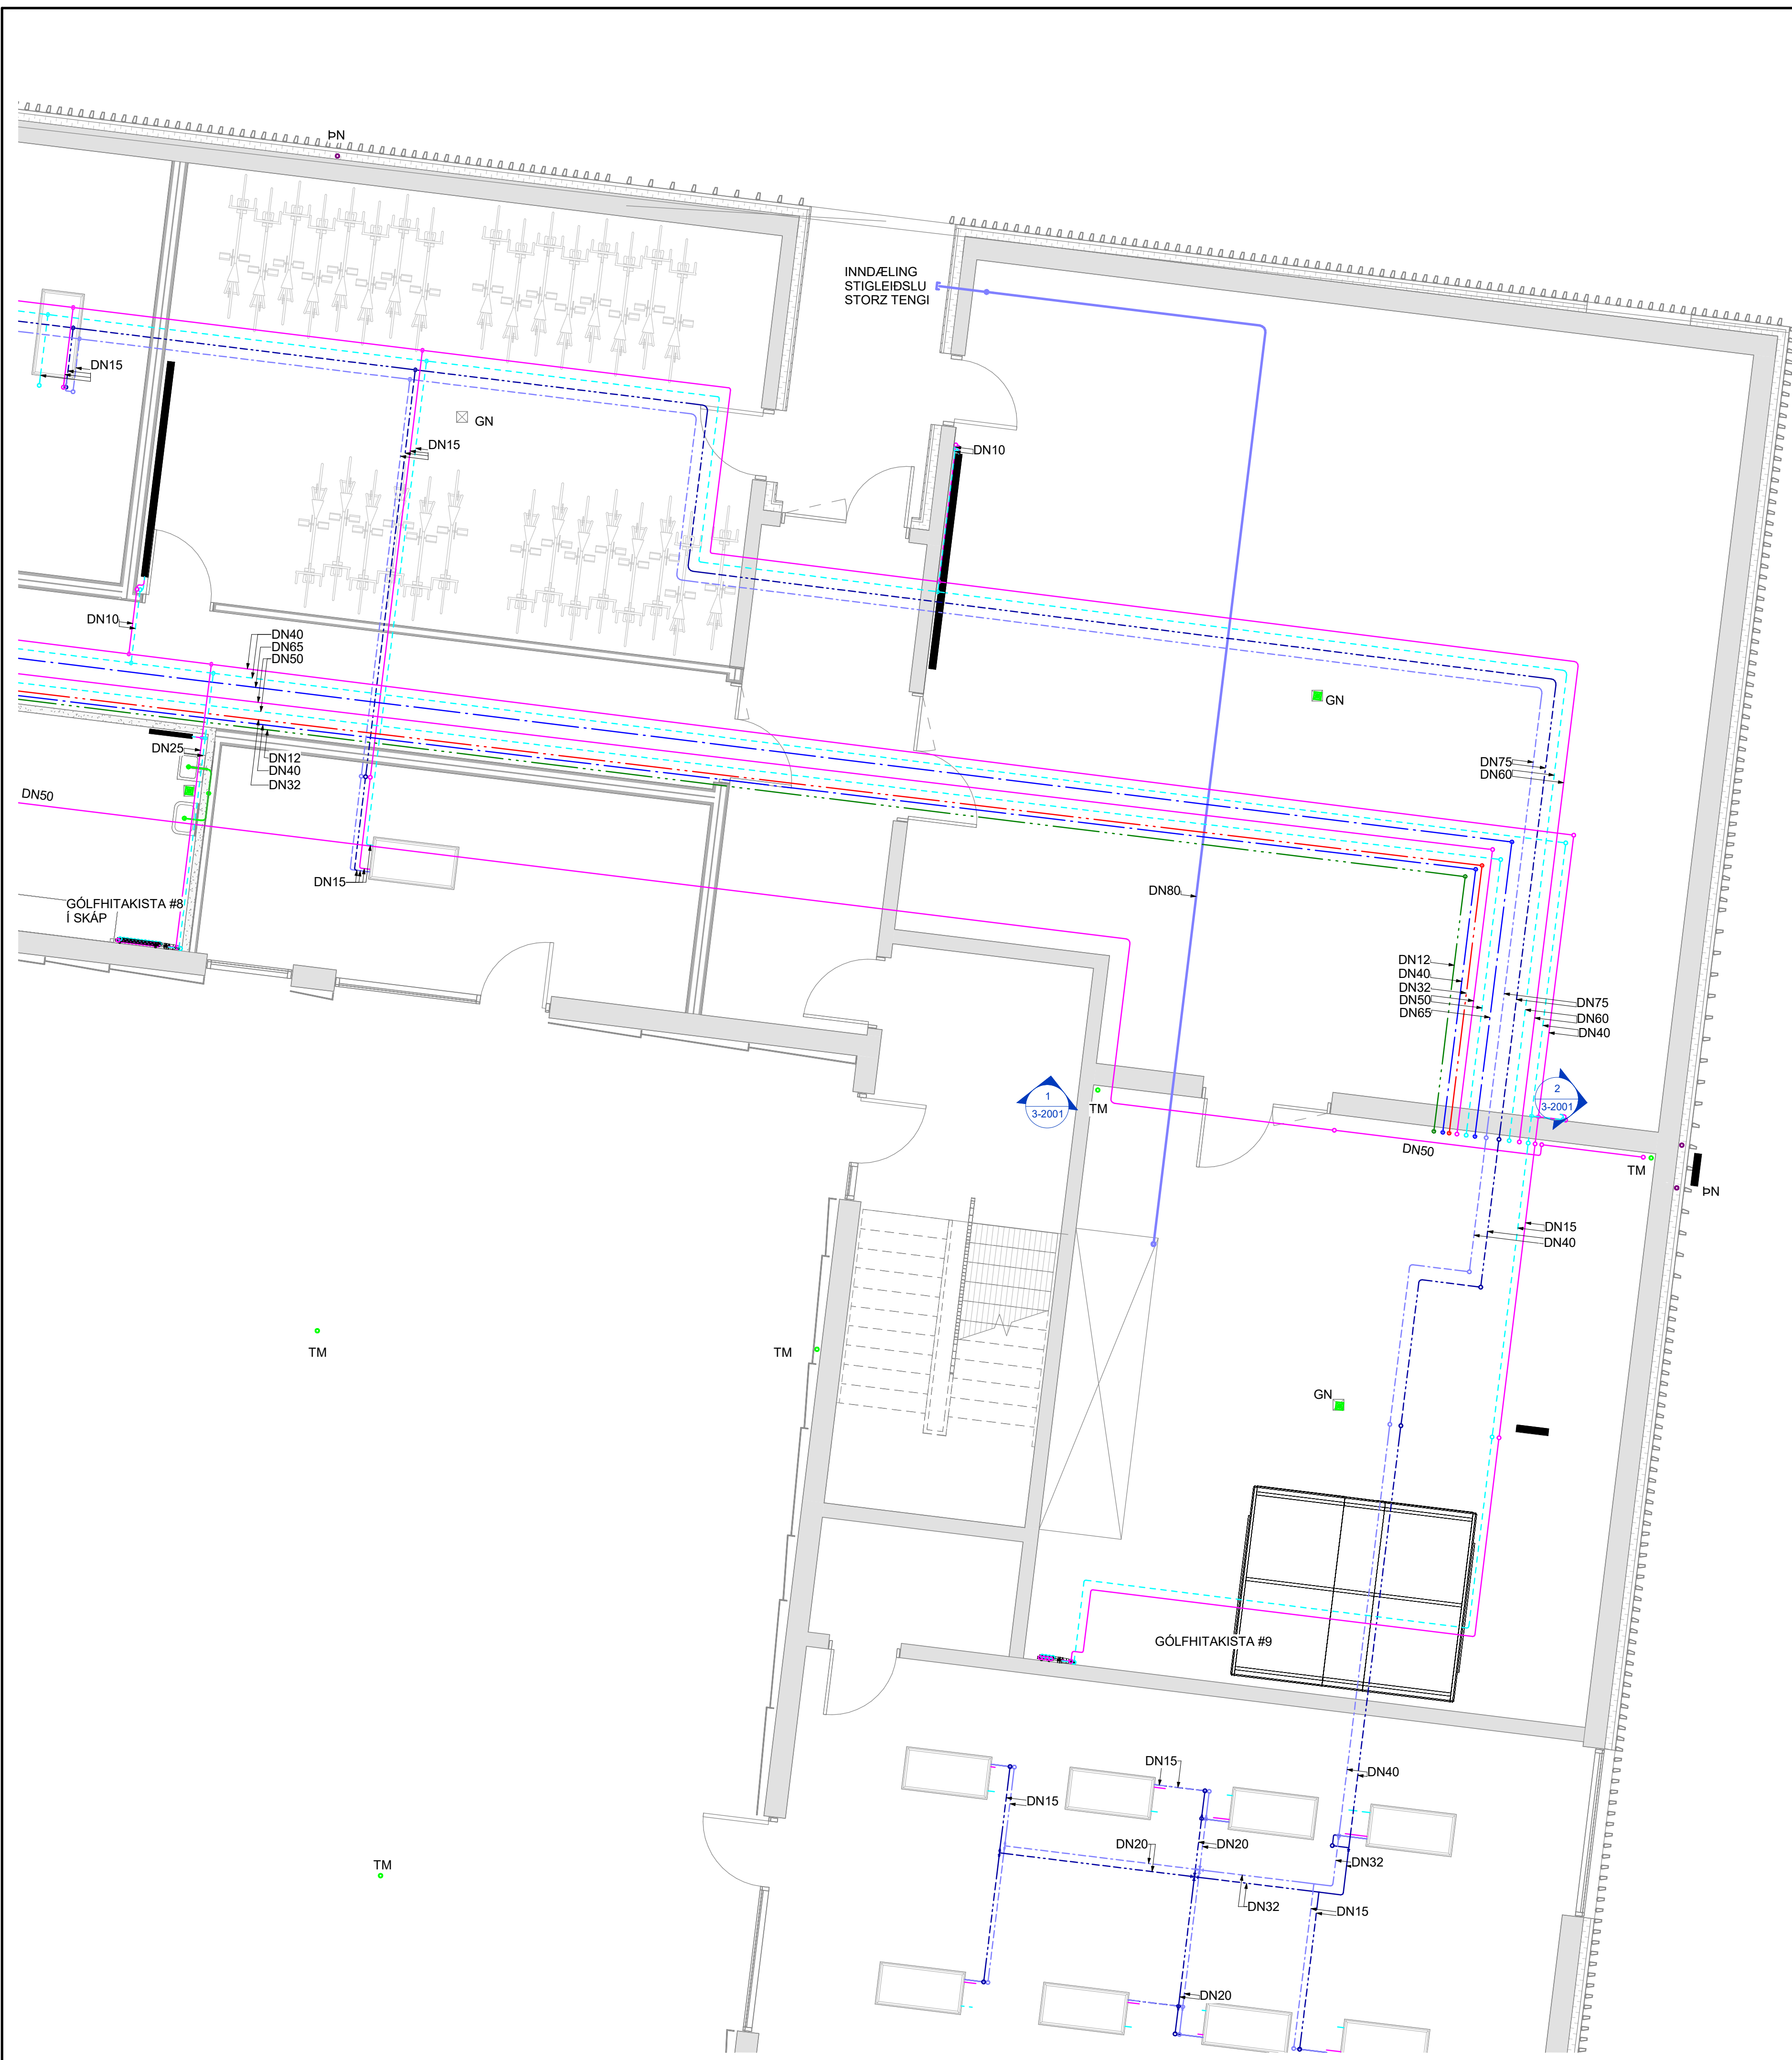 ÞN
INNDÆLING
STIGLEIÐSLU
STORZ TENGI
DN15
GN
DN15
DN10
DN10
DN40
DN65
DN50
GN
DN25
DN12
DN40
DN32
DN75
DN60
DN50
DN15
DN80
GÓLFHITAKISTA #8
Í SKÁP
DN12
DN40
DN32
DN50
DN65
DN75
DN60
DN40
1
3-2001
TM
2
3-2001
DN50
TM
ÞN
DN15
DN40
TM
TM
GN
GÓLFHITAKISTA #9
DN15
DN40
DN15
DN20
DN20
DN32
TM
DN32
DN15
DN20